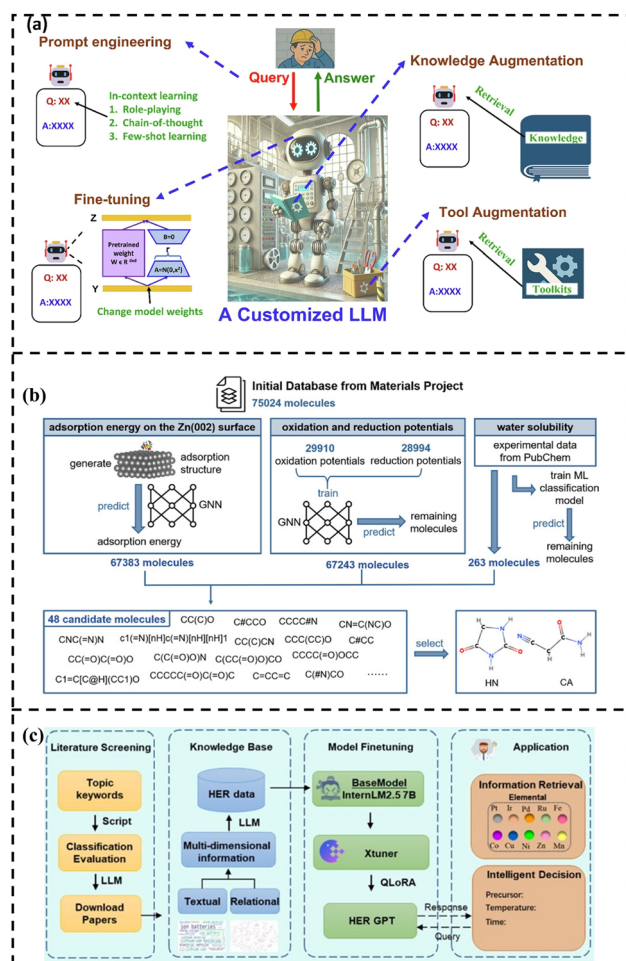 (a)
Prompt engineering
Query
Answer
Knowledge Augmentation
Q: XX
A:XXXX
In-context learning
1. Role-playing
2. Chain-of-thought
3. Few-shot learning
Retrieval
Q: XX
A:XXXX
Knowledge
Fine-tuning
Z
Q: XX
A:XXXX
Pretrained
weight
B=0
r
Y
Change model weights
Tool Augmentation
Q: XX
A:XXXX
Retrieval
Toolkits
A Customized LLM
(b)
Initial Database from Materials Project
75024 molecules
adsorption energy on the Zn(002) surface
generate
adsorption
structure
predict
GNN
adsorption energy
67383 molecules
oxidation and reduction potentials
29910
28994
oxidation potentials
reduction potentials
train
GNN
predict
remaining
molecules
67243 molecules
water solubility
experimental data
from PubChem
train ML
classification
model
predict
remaining
molecules
263 molecules
48 candidate molecules
CC(C)O
C#CCO
CCCC#N
CN=C(NC)O
CNC(=N)N
c1(=N)[nH]c(=N)[nH][nH]1
CC(C)CN
CCC(CC)O
C#CC
CC(=O)C(=O)O
C(C(=O)O)N
C(CC(=O)O)CO
CCCC(=O)OCC
C1=C[C@H](CC1)O
CCCCC(=O)C(=O)C
C=CC=C
C(#N)CO
......
select
HN
CA
(c)
Literature Screening
Topic
keywords
Script
Classification
Evaluation
LLM
Download
Papers
Knowledge Base
HER data
LLM
Multi-dimensional
information
Textual
Relational
ion batteries
Model Finetuning
BaseModel
InternLM2.5 7B
Xtuner
QLoRA
HER GPT
Response
Query
Application
Information Retrieval
Elemental
Pt Ir Pd Ru Fe
Co Cu Ni Zn Mn
Intelligent Decision
Precursor:
Temperature:
Time: